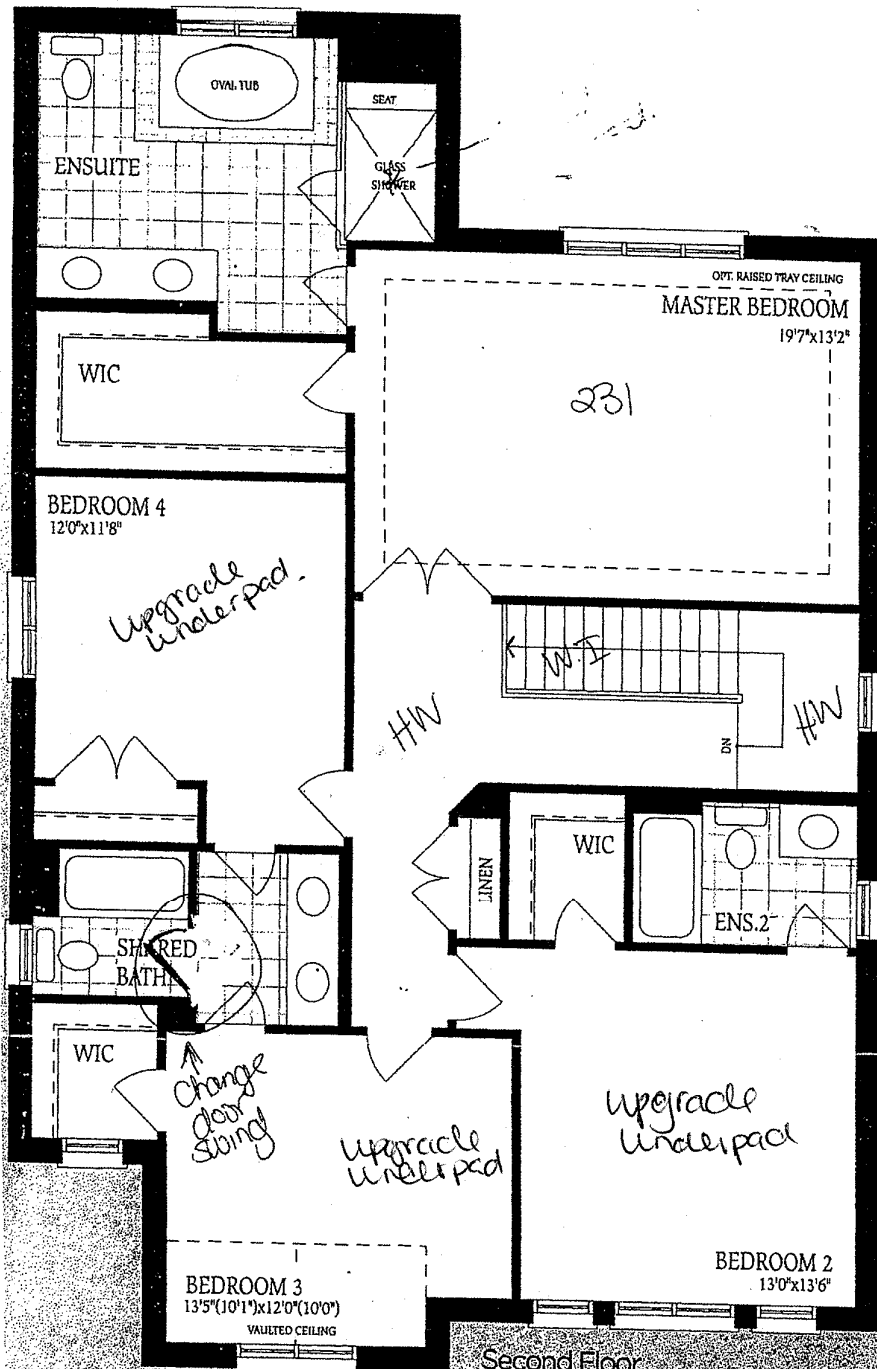 OVAL TUB
SEAT
ENSUITE
GLASS
SHOWER
OPT. RAISED TRAY CEILING
MASTER BEDROOM
19'7"x13'2"
WIC
231
BEDROOM 4
12'0"x11'8"
Upgrade
Underpad.
W.I
HW
HW
DN
LINEN
WIC
ENS.2
SHARED
BATH
WIC
Change
door
swing
Upgrade
Underpad
Upgrade
Underpad
BEDROOM 2
13'0"x13'6"
BEDROOM 3
13'5"(10'1")x12'0"(10'0")
VAULTED CEILING
Second Floor